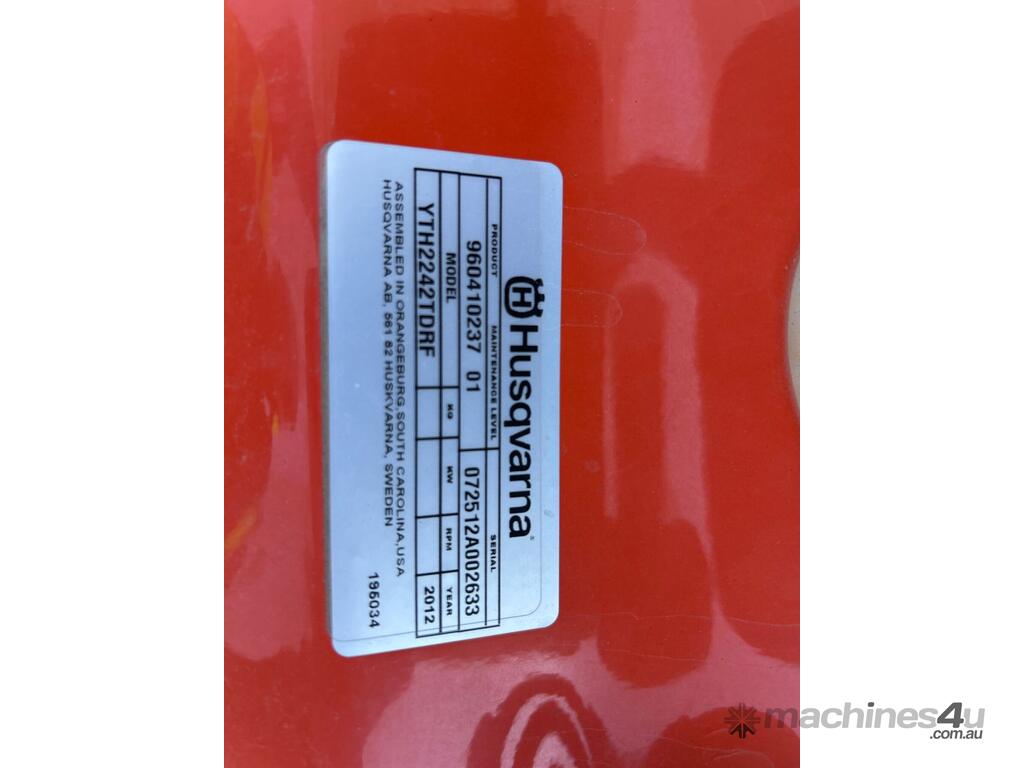 Husqvarna
PRODUCT MAINTENANCE LEVEL SERIAL
960410237 01 072512A002633
MODEL KG KW RPM YEAR
YTH2242TDRF 2012
ASSEMBLED IN ORANGEBURG, SOUTH CAROLINA, USA
HUSQVARNA AB, 561 82 HUSKVARNA, SWEDEN
195034
machines4u
.com.au